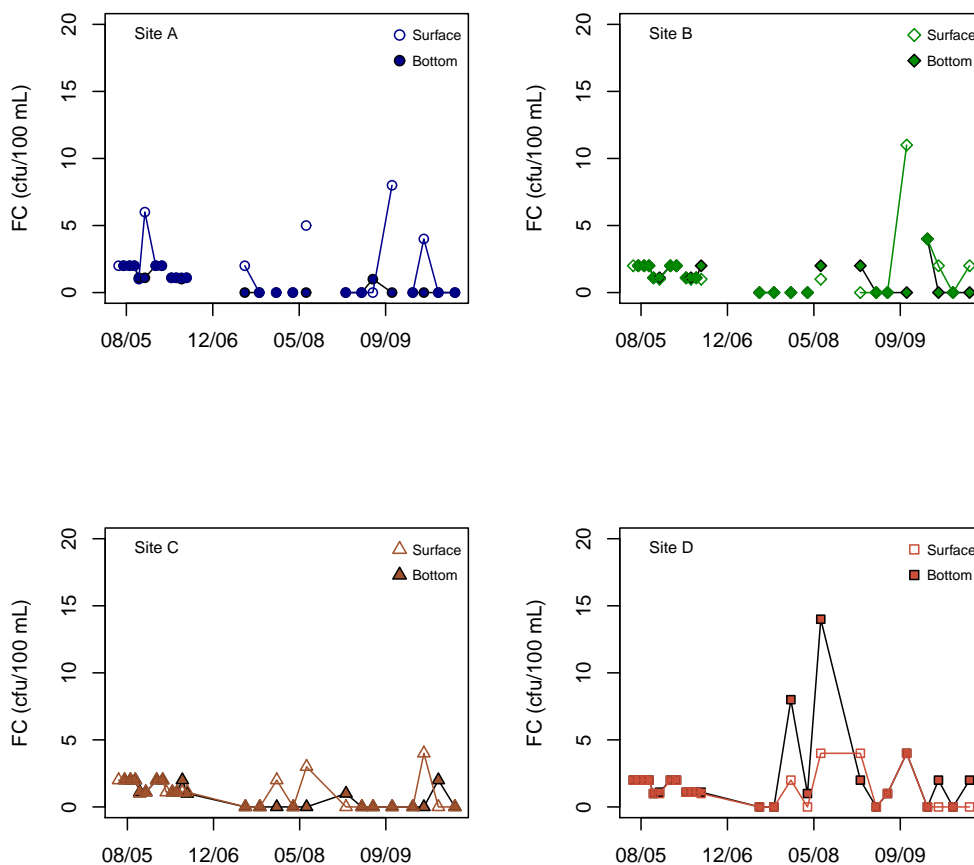 Site A
Surface
Bottom
FC (cfu/100 mL)
20
15
10
5
0
08/05 12/06 05/08 09/09
Site B
Surface
Bottom
FC (cfu/100 mL)
20
15
10
5
0
08/05 12/06 05/08 09/09
Site C
Surface
Bottom
FC (cfu/100 mL)
20
15
10
5
0
08/05 12/06 05/08 09/09
Site D
Surface
Bottom
FC (cfu/100 mL)
20
15
10
5
0
08/05 12/06 05/08 09/09